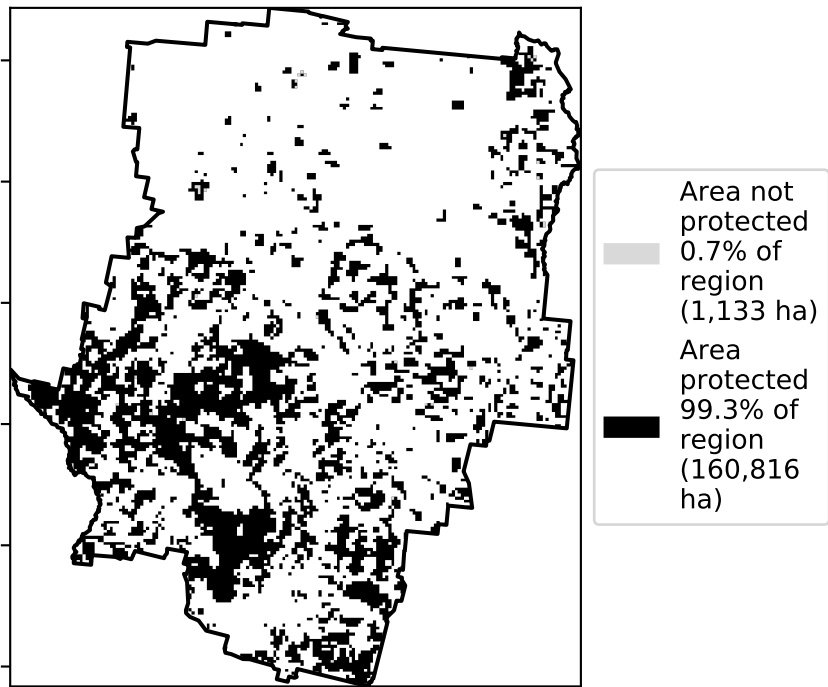 Area not
protected
0.7% of
region
(1,133 ha)
Area
protected
99.3% of
region
(160,816
ha)